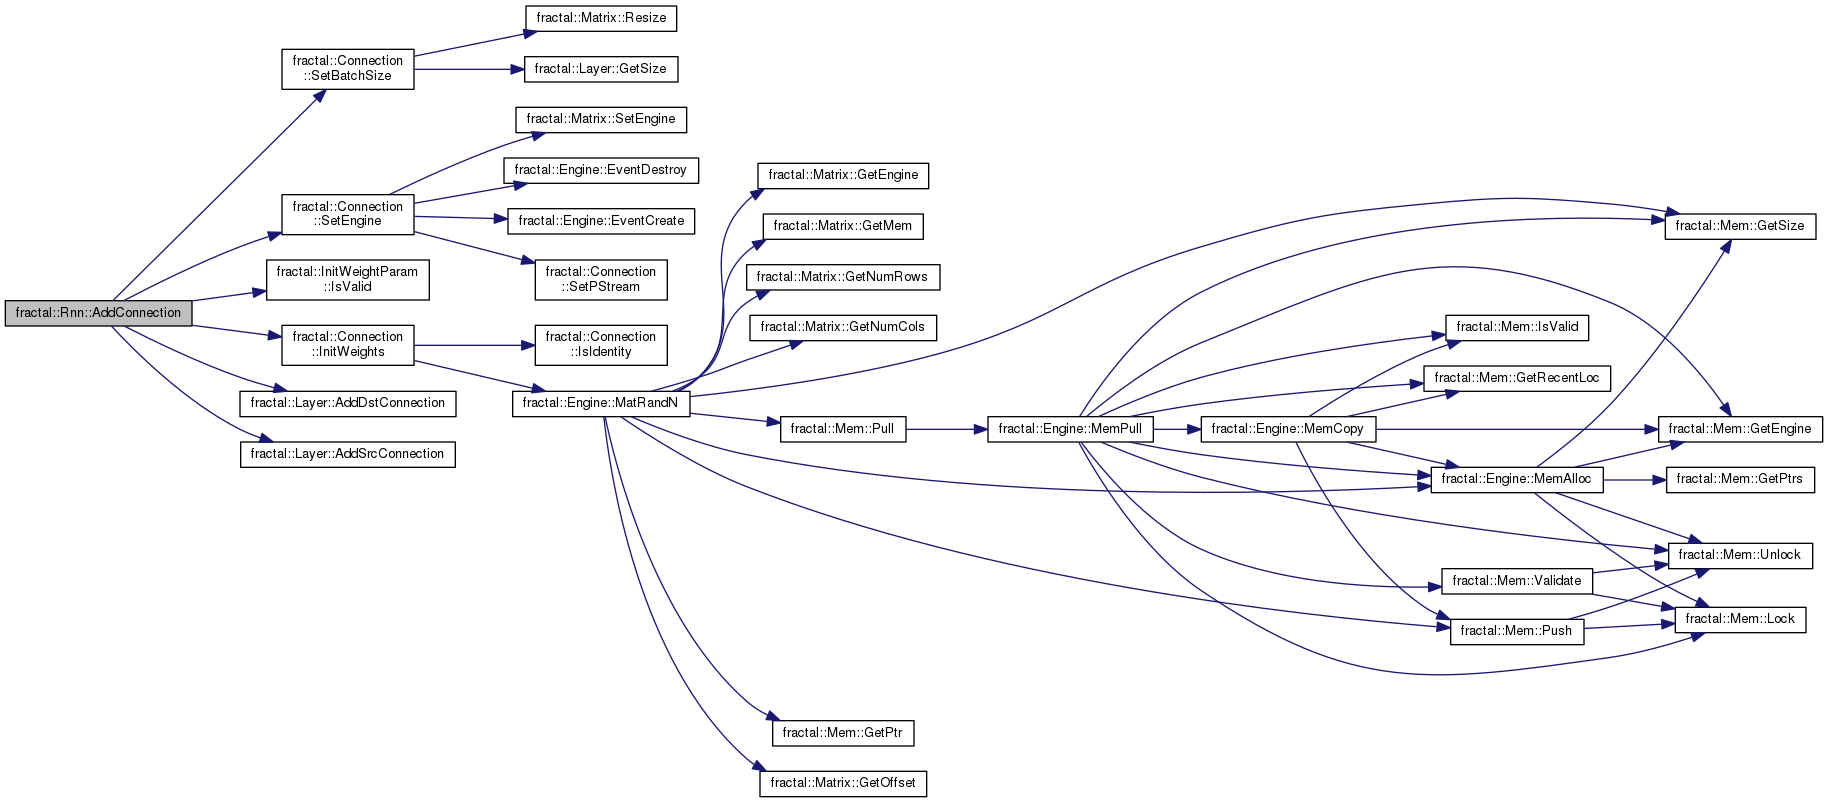 fractal::Matrix::Resize
fractal::Connection
::SetBatchSize
fractal::Layer::GetSize
fractal::Matrix::SetEngine
fractal::Engine::EventDestroy
fractal::Connection
::SetEngine
fractal::Engine::EventCreate
fractal::InitWeightParam
::IsValid
fractal::Connection
::SetPStream
fractal::Rnn::AddConnection
fractal::Connection
::InitWeights
fractal::Connection
::IsIdentity
fractal::Layer::AddDstConnection
fractal::Engine::MatRandN
fractal::Layer::AddSrcConnection
fractal::Matrix::GetEngine
fractal::Matrix::GetMem
fractal::Matrix::GetNumRows
fractal::Matrix::GetNumCols
fractal::Mem::Pull
fractal::Engine::MemPull
fractal::Engine::MemCopy
fractal::Mem::GetSize
fractal::Mem::IsValid
fractal::Mem::GetRecentLoc
fractal::Mem::GetEngine
fractal::Engine::MemAlloc
fractal::Mem::GetPtrs
fractal::Mem::Unlock
fractal::Mem::Validate
fractal::Mem::Lock
fractal::Mem::Push
fractal::Mem::GetPtr
fractal::Matrix::GetOffset